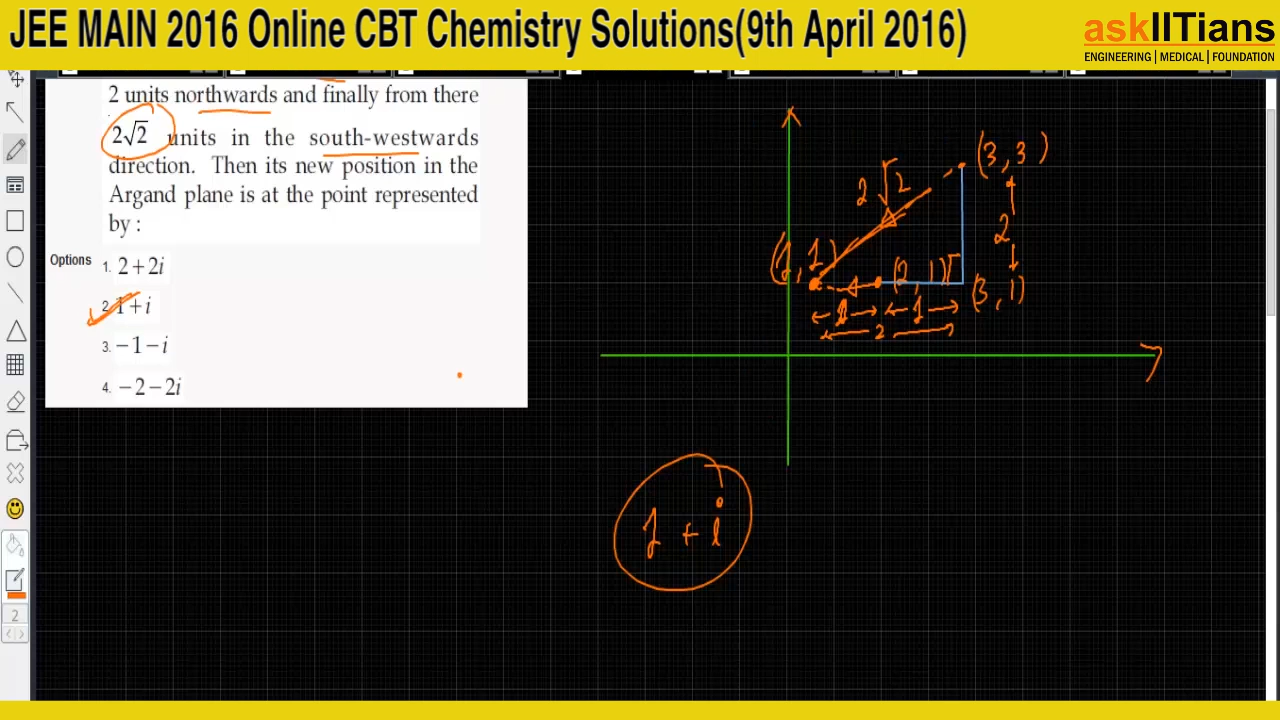 JEE MAIN 2016 Online CBT Chemistry Solutions(9th April 2016)
askIITians
ENGINEERING | MEDICAL | FOUNDATION
2 units northwards and finally from there
2√2 units in the south-westwards
direction. Then its new position in the
Argand plane is at the point represented
by :
Options
1. 2+2i
2. 1+i
3. −1−i
4. −2−2i
(3, 3)
2√2
2
(1, 1)
(2, 1)
(3, 1)
1
1
2
1 + i
2